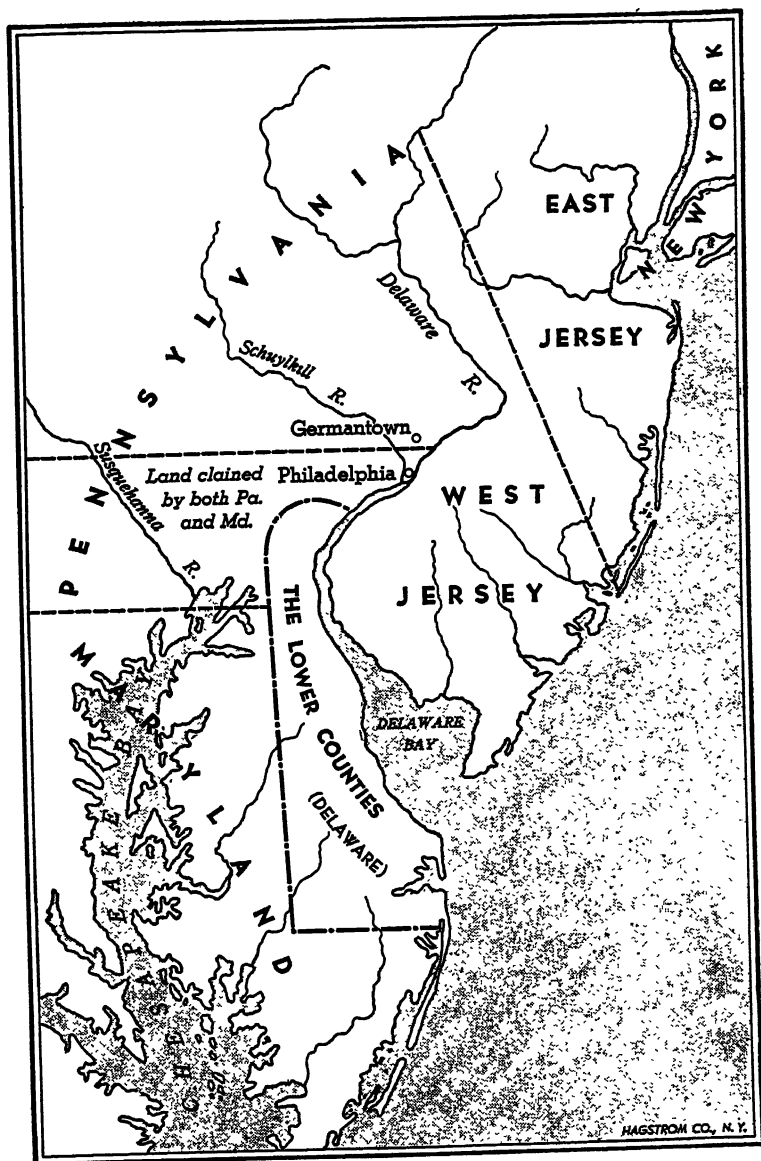 NEW YORK
PENNSYLVANIA
EAST
JERSEY
Delaware
R.
Schuylkill
R.
Germantown
Susquehanna
R.
Land clained
by both Pa.
and Md.
Philadelphia
WEST
JERSEY
THE LOWER
COUNTIES
(DELAWARE)
MARYLAND
DELAWARE
BAY
CHESAPEAKE BAY
HAGSTROM CO., N.Y.